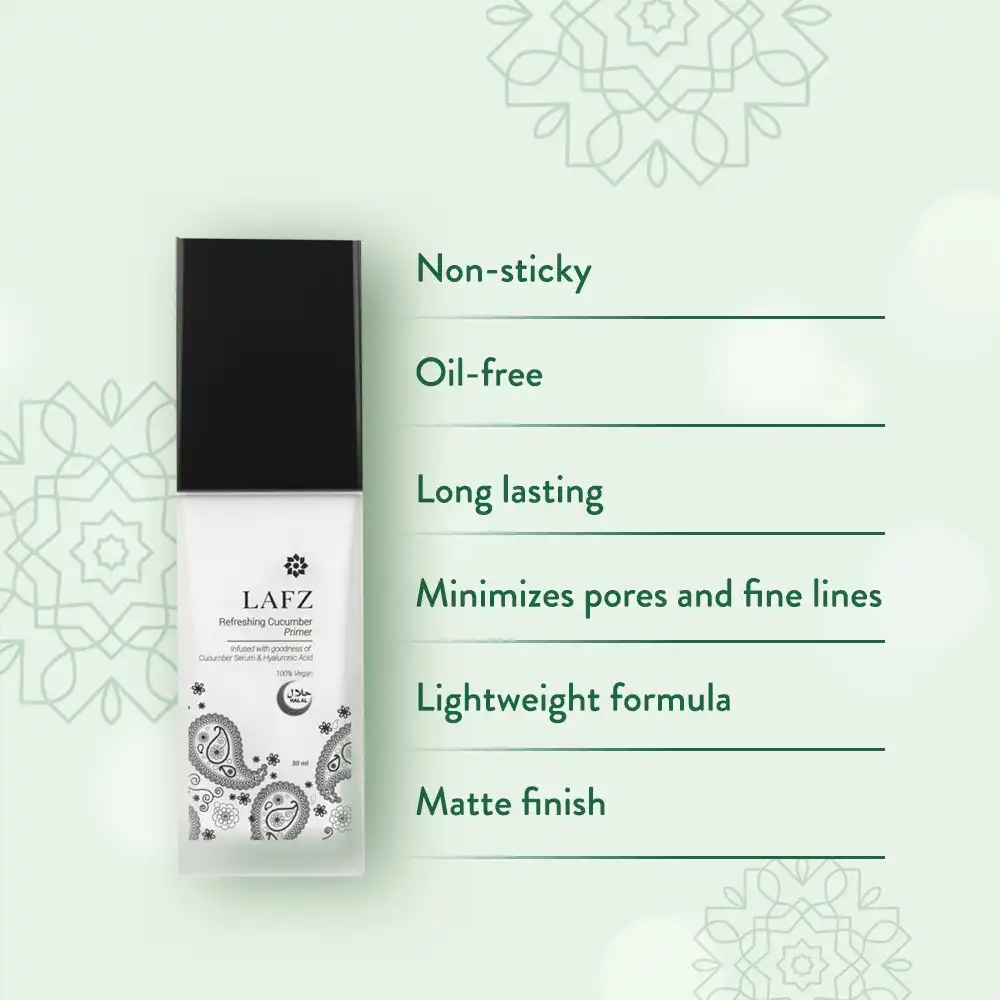 Non-sticky
Oil-free
Long lasting
Minimizes pores and fine lines
Lightweight formula
Matte finish
LAFZ
Refreshing Cucumber
Primer
Infused with goodness of
Cucumber Serum & Hyaluronic Acid
100% Vegan
حلال
HALAL
30 ml